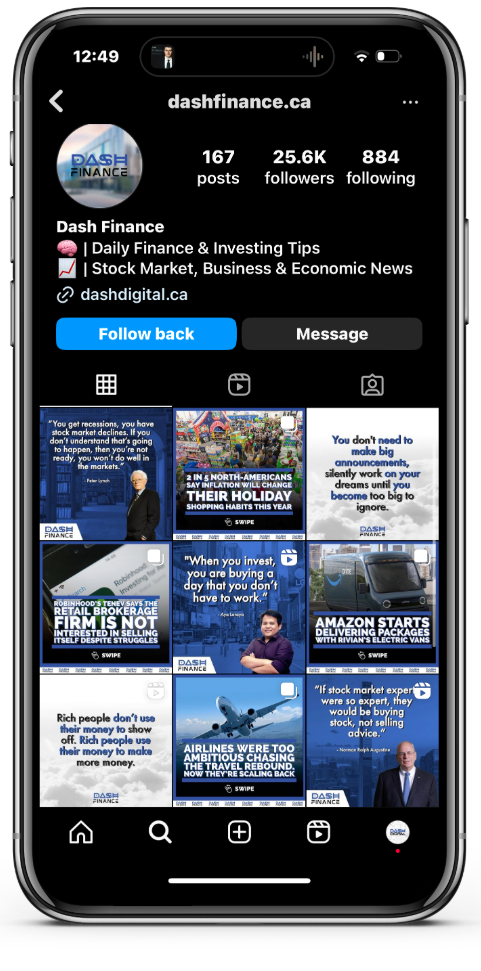 12:49
dashfinance.ca
DASH
FINANCE
167
posts
25.6K
followers
884
following
Dash Finance
| Daily Finance & Investing Tips
| Stock Market, Business & Economic News
dashdigital.ca
Follow back
Message
"You get recessions, you have
stock market declines. If you
don't understand that's going
to happen, then you're not
ready, you won't do well in
the markets."
- Peter Lynch
DASH
FINANCE
2 IN 5 NORTH-AMERICANS
SAY INFLATION WILL CHANGE
THEIR HOLIDAY
SHOPPING HABITS THIS YEAR
SWIPE
You don't need to
make big
announcements,
silently work on your
dreams until you
become too big to
ignore.
DASH
FINANCE
Robinhood
Investing
ROBINHOOD'S TENEV SAYS THE
RETAIL BROKERAGE
FIRM IS NOT
INTERESTED IN SELLING
ITSELF DESPITE STRUGGLES
SWIPE
"When you invest,
you are buying a
day that you don't
have to work."
- Aya Laraya
DASH
FINANCE
AMAZON STARTS
DELIVERING PACKAGES
WITH RIVIAN'S ELECTRIC VANS
SWIPE
Rich people don't use
their money to show
off. Rich people use
their money to make
more money.
DASH
FINANCE
AIRLINES WERE TOO
AMBITIOUS CHASING
THE TRAVEL REBOUND.
NOW THEY'RE SCALING BACK
SWIPE
"If stock market experts
were so expert, they
would be buying
stock, not selling
advice."
- Norman Ralph Augustine
DASH
FINANCE